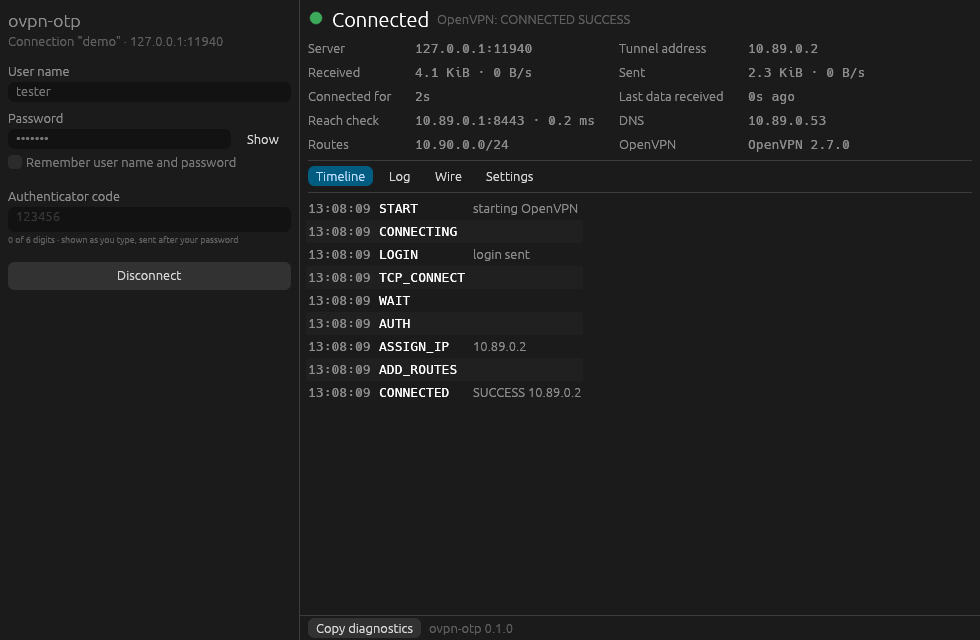 ovpn-otp
Connection "demo" · 127.0.0.1:11940
User name
tester
Password
•••••••
Show
Remember user name and password
Authenticator code
123456
0 of 6 digits · shown as you type, sent after your password
Disconnect
Connected OpenVPN: CONNECTED SUCCESS
Server 127.0.0.1:11940 Tunnel address 10.89.0.2
Received 4.1 KiB · 0 B/s Sent 2.3 KiB · 0 B/s
Connected for 2s Last data received 0s ago
Reach check 10.89.0.1:8443 · 0.2 ms DNS 10.89.0.53
Routes 10.90.0.0/24 OpenVPN OpenVPN 2.7.0
Timeline Log Wire Settings
13:08:09 START starting OpenVPN
13:08:09 CONNECTING
13:08:09 LOGIN login sent
13:08:09 TCP_CONNECT
13:08:09 WAIT
13:08:09 AUTH
13:08:09 ASSIGN_IP 10.89.0.2
13:08:09 ADD_ROUTES
13:08:09 CONNECTED SUCCESS 10.89.0.2
Copy diagnostics ovpn-otp 0.1.0